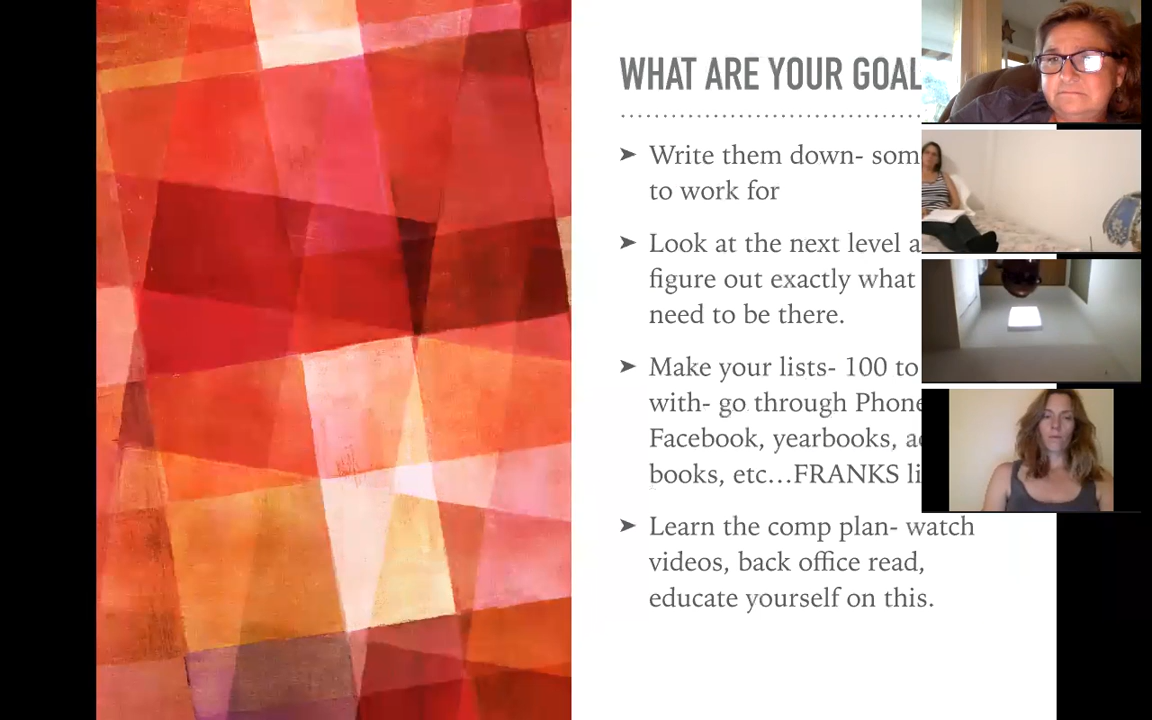 WHAT ARE YOUR GOAL
➤ Write them down- som
to work for
➤ Look at the next level a
figure out exactly what
need to be there.
➤ Make your lists- 100 to
with- go through Phone
Facebook, yearbooks, a
books, etc...FRANKS li
➤ Learn the comp plan- watch
videos, back office read,
educate yourself on this.